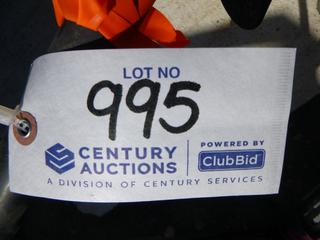 LOT NO
995
CENTURY AUCTIONS
POWERED BY
ClubBid
A DIVISION OF CENTURY SERVICES